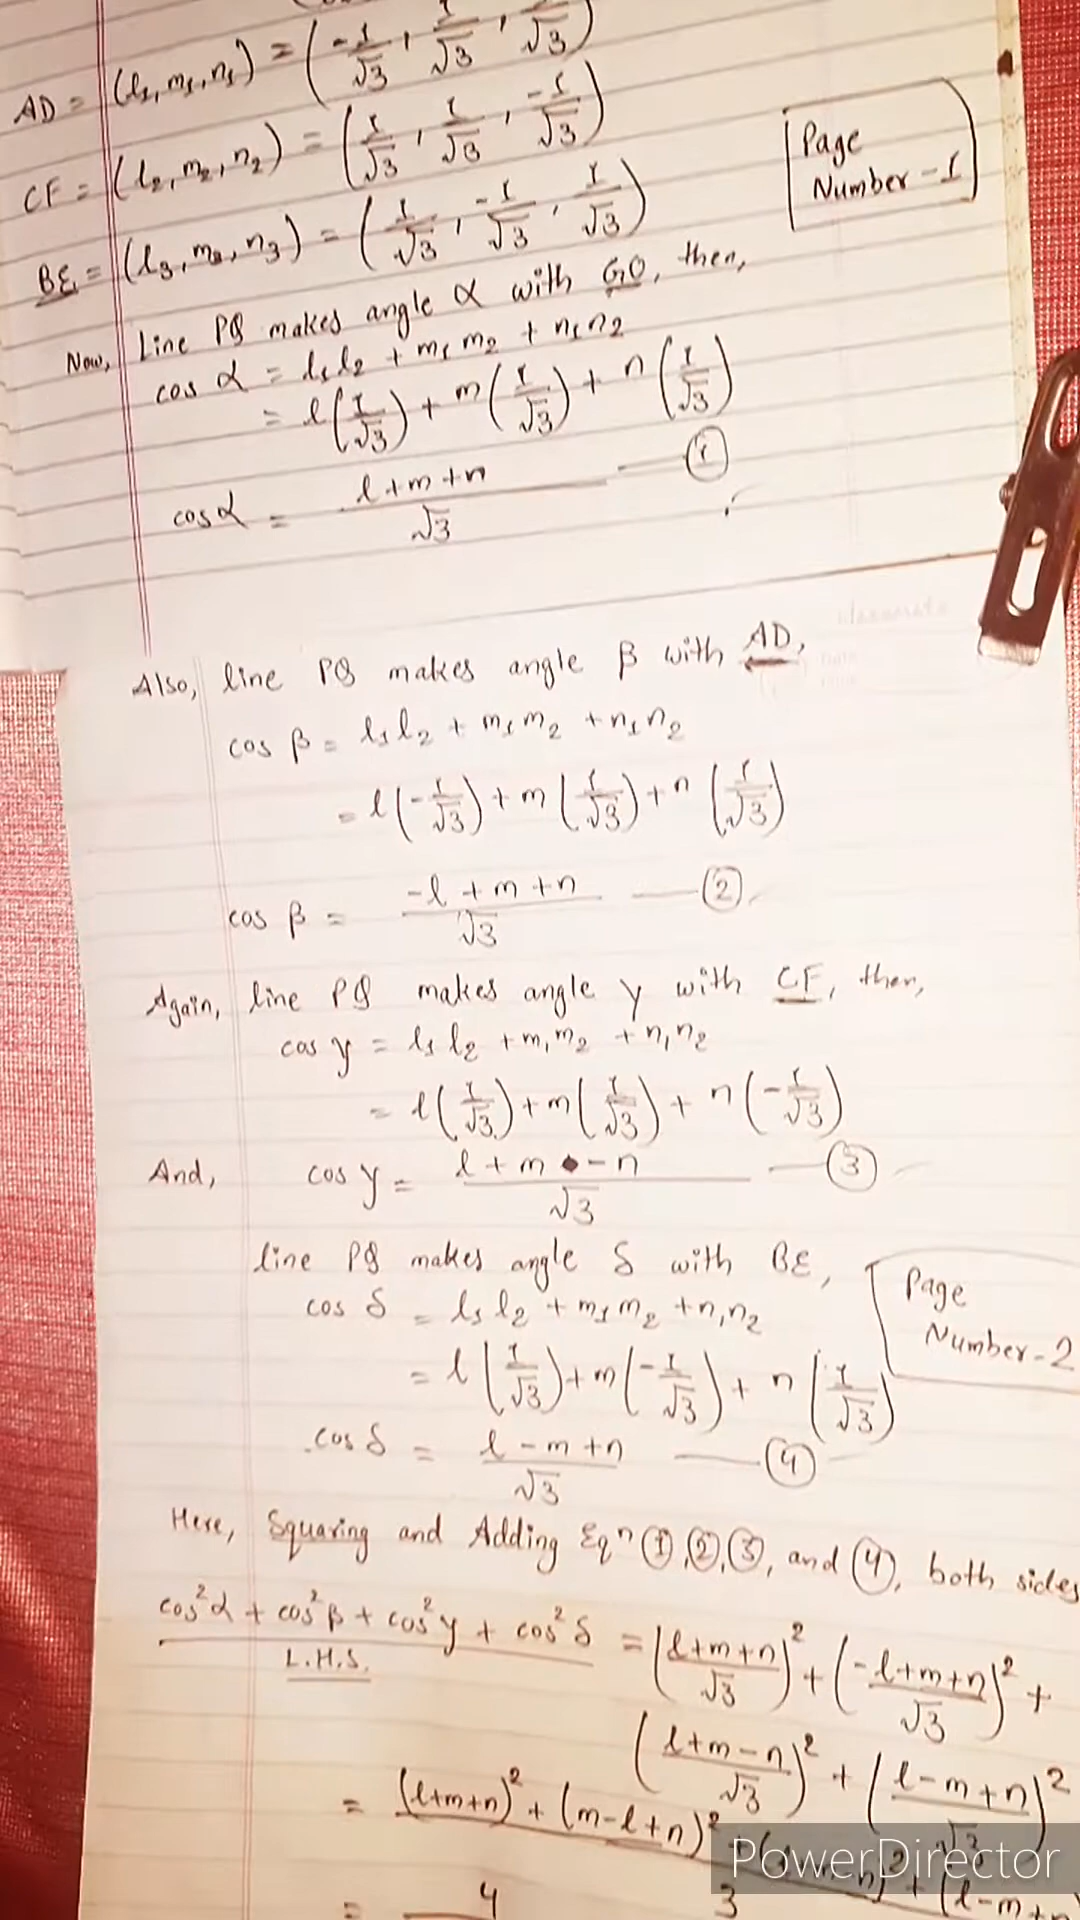 AD = (l₁, m₁, n₁) = (-1/√3, 1/√3, 1/√3)
CF = (l₂, m₂, n₂) = (1/√3, 1/√3, -1/√3)
BE = (l₃, m₃, n₃) = (1/√3, -1/√3, 1/√3)
Page
Number-1
Now, Line PQ makes angle α with GO, then,
cos α = l₁l₂ + m₁m₂ + n₁n₂
= l(1/√3) + m(1/√3) + n(1/√3)
cosα = (l+m+n)/√3 —— ①
Also, line PQ makes angle β with AD,
cos β = l₁l₂ + m₁m₂ + n₁n₂
= l(-1/√3) + m(1/√3) + n(1/√3)
cos β = (-l+m+n)/√3 —— ②
Again, line PQ makes angle γ with CF, then,
cos γ = l₁l₂ + m₁m₂ + n₁n₂
= l(1/√3) + m(1/√3) + n(-1/√3)
And, cos γ = (l+m-n)/√3 —— ③
line PQ makes angle δ with BE,
Page
Number-2
cos δ = l₁l₂ + m₁m₂ + n₁n₂
= l(1/√3) + m(-1/√3) + n(1/√3)
cos δ = (l-m+n)/√3 —— ④
Here, Squaring and Adding Eqⁿ ①,②,③, and ④, both sides
cos²α + cos²β + cos²γ + cos²δ = ((l+m+n)/√3)² + ((-l+m+n)/√3)² +
L.H.S.
((l+m-n)/√3)² + ((l-m+n)/√3)²
= (l+m+n)² + (m-l+n)² +
3
= 4
PowerDirector